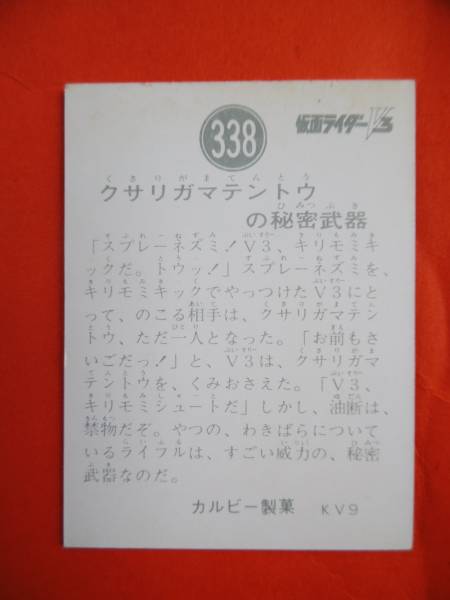 338
仮面ライダーV3
クサリガマテントウ
の秘密武器
「スプレーネズミ!V3、キリモミキ
ックだ。トウッ!」スプレーネズミを、
キリモミキックでやっつけたV3にと
って、のこる相手は、クサリガマテン
トウ、ただ一人となった。「お前もさ
いごだっ!」と、V3は、クサリガマ
テントウを、くみおさえた。「V3、
キリモミシュートだ」しかし、油断は、
禁物だぞ。やつの、わきばらについて
いるライフルは、すごい威力の、秘密
武器なのだ。
カルビー製菓 KV9